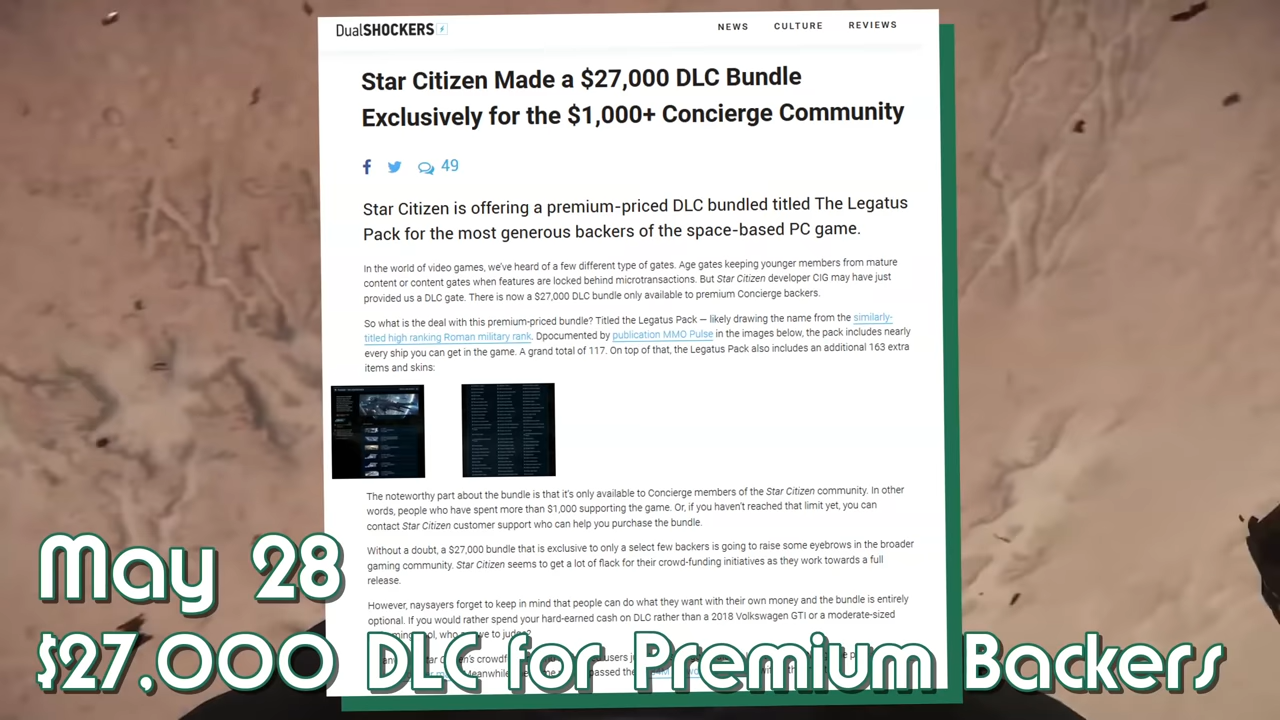 DualSHOCKERS
NEWS CULTURE REVIEWS
Star Citizen Made a $27,000 DLC Bundle
Exclusively for the $1,000+ Concierge Community
49
Star Citizen is offering a premium-priced DLC bundled titled The Legatus
Pack for the most generous backers of the space-based PC game.
In the world of video games, we've heard of a few different type of gates. Age gates keeping younger members from mature
content or content gates when features are locked behind microtransactions. But Star Citizen developer CIG may have just
provided us a DLC gate. There is now a $27,000 DLC bundle only available to premium Concierge backers.
So what is the deal with this premium-priced bundle? Titled the Legatus Pack — likely drawing the name from the similarly-
titled high ranking Roman military rank. Dpocumented by publication MMO Pulse in the images below, the pack includes nearly
every ship you can get in the game. A grand total of 117. On top of that, the Legatus Pack also includes an additional 163 extra
items and skins:
The noteworthy part about the bundle is that it's only available to Concierge members of the Star Citizen community. In other
words, people who have spent more than $1,000 supporting the game. Or, if you haven't reached that limit yet, you can
contact Star Citizen customer support who can help you purchase the bundle.
Without a doubt, a $27,000 bundle that is exclusive to only a select few backers is going to raise some eyebrows in the broader
gaming community. Star Citizen seems to get a lot of flack for their crowd-funding initiatives as they work towards a full
release.
However, naysayers forget to keep in mind that people can do what they want with their own money and the bundle is entirely
optional. If you would rather spend your hard-earned cash on DLC rather than a 2018 Volkswagen GTI or a moderate-sized
May 28
$27,000 DLC for Premium Backers